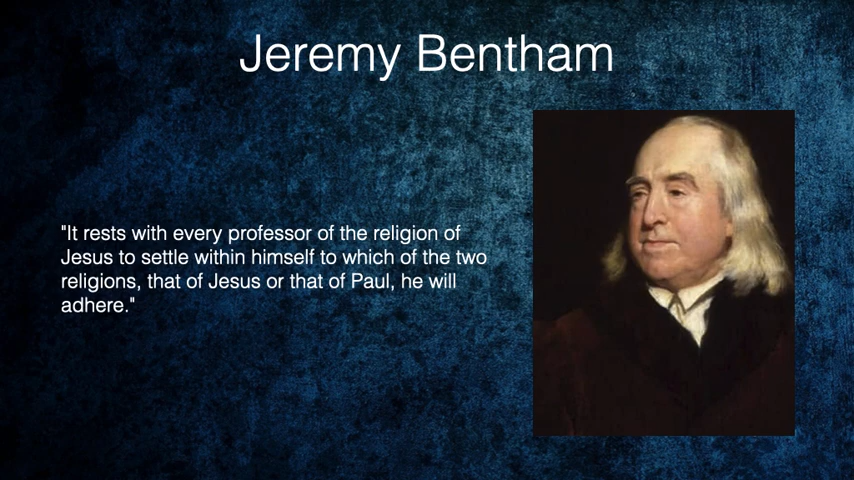 Jeremy Bentham
"It rests with every professor of the religion of
Jesus to settle within himself to which of the two
religions, that of Jesus or that of Paul, he will
adhere."